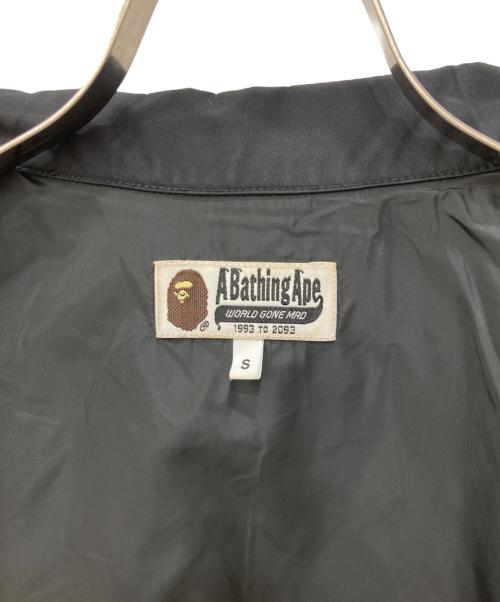 A Bathing Ape
®
WORLD GONE MAD
1993 TO 2093
S